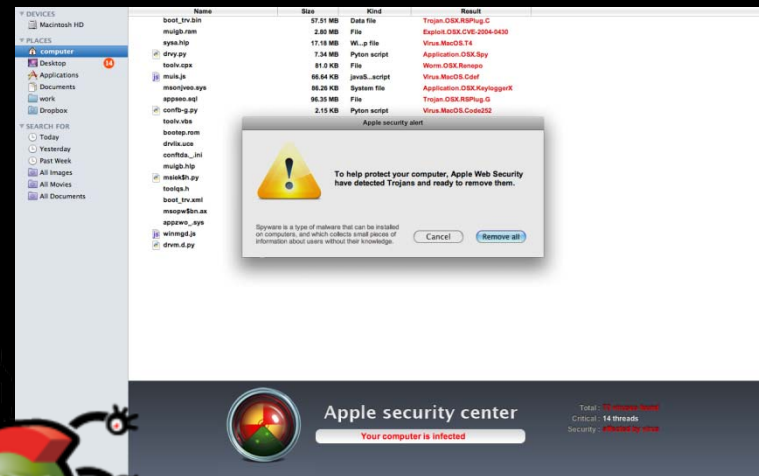 Name Size Kind Result
▼ DEVICES
Macintosh HD
▼ PLACES
computer
Desktop 14
Applications
Documents
work
Dropbox
▼ SEARCH FOR
Today
Yesterday
Past Week
All Images
All Movies
All Documents
boot_trv.bin 57.51 MB Data file Trojan.OSX.RSPlug.C
muigb.rom 2.80 MB File Exploit.OSX.CVE-2004-0430
sysa.hlp 17.18 MB Wi...p file Virus.MacOS.T4
drvy.py 7.34 MB Pyton script Application.OSX.Spy
toolv.cpx 81.0 KB File Worm.OSX.Renepo
muis.js 66.64 KB javaS...script Virus.MacOS.Cdef
msonjveo.sys 86.26 KB System file Application.OSX.KeyloggerX
appseo.sql 96.35 MB File Trojan.OSX.RSPlug.G
confb-g.py 2.15 KB Pyton script Virus.MacOS.Code252
toolv.vbs
bootep.rom
drvlix.uce
conftda._.ini
muigb.hlp
msiek$h.py
toolqs.h
boot_trv.xml
msopw$bn.ax
appzwo_.sys
winmgd.js
drvm.d.py
Apple security alert
To help protect your computer, Apple Web Security
have detected Trojans and ready to remove them.
Spyware is a type of malware that can be installed
on computers, and which collects small pieces of
information about users without their knowledge.
Cancel Remove all
Apple security center
Your computer is infected
Total :
Critical : 14 threads
Security : affected by virus